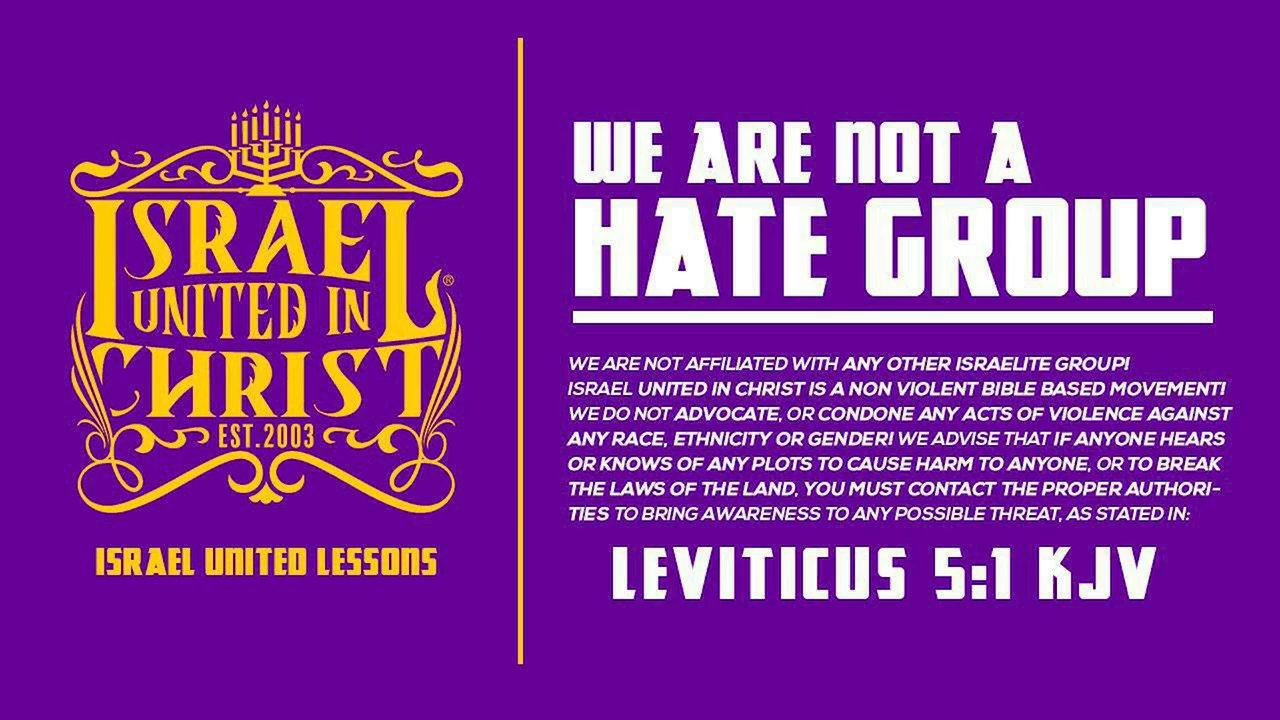 ISRAEL
UNITED IN
CHRIST
®
EST.2003
ISRAEL UNITED LESSONS
WE ARE NOT A
HATE GROUP
WE ARE NOT AFFILIATED WITH ANY OTHER ISRAELITE GROUP!
ISRAEL UNITED IN CHRIST IS A NON VIOLENT BIBLE BASED MOVEMENT!
WE DO NOT ADVOCATE, OR CONDONE ANY ACTS OF VIOLENCE AGAINST
ANY RACE, ETHNICITY OR GENDER! WE ADVISE THAT IF ANYONE HEARS
OR KNOWS OF ANY PLOTS TO CAUSE HARM TO ANYONE, OR TO BREAK
THE LAWS OF THE LAND, YOU MUST CONTACT THE PROPER AUTHORI-
TIES TO BRING AWARENESS TO ANY POSSIBLE THREAT, AS STATED IN:
LEVITICUS 5:1 KJV